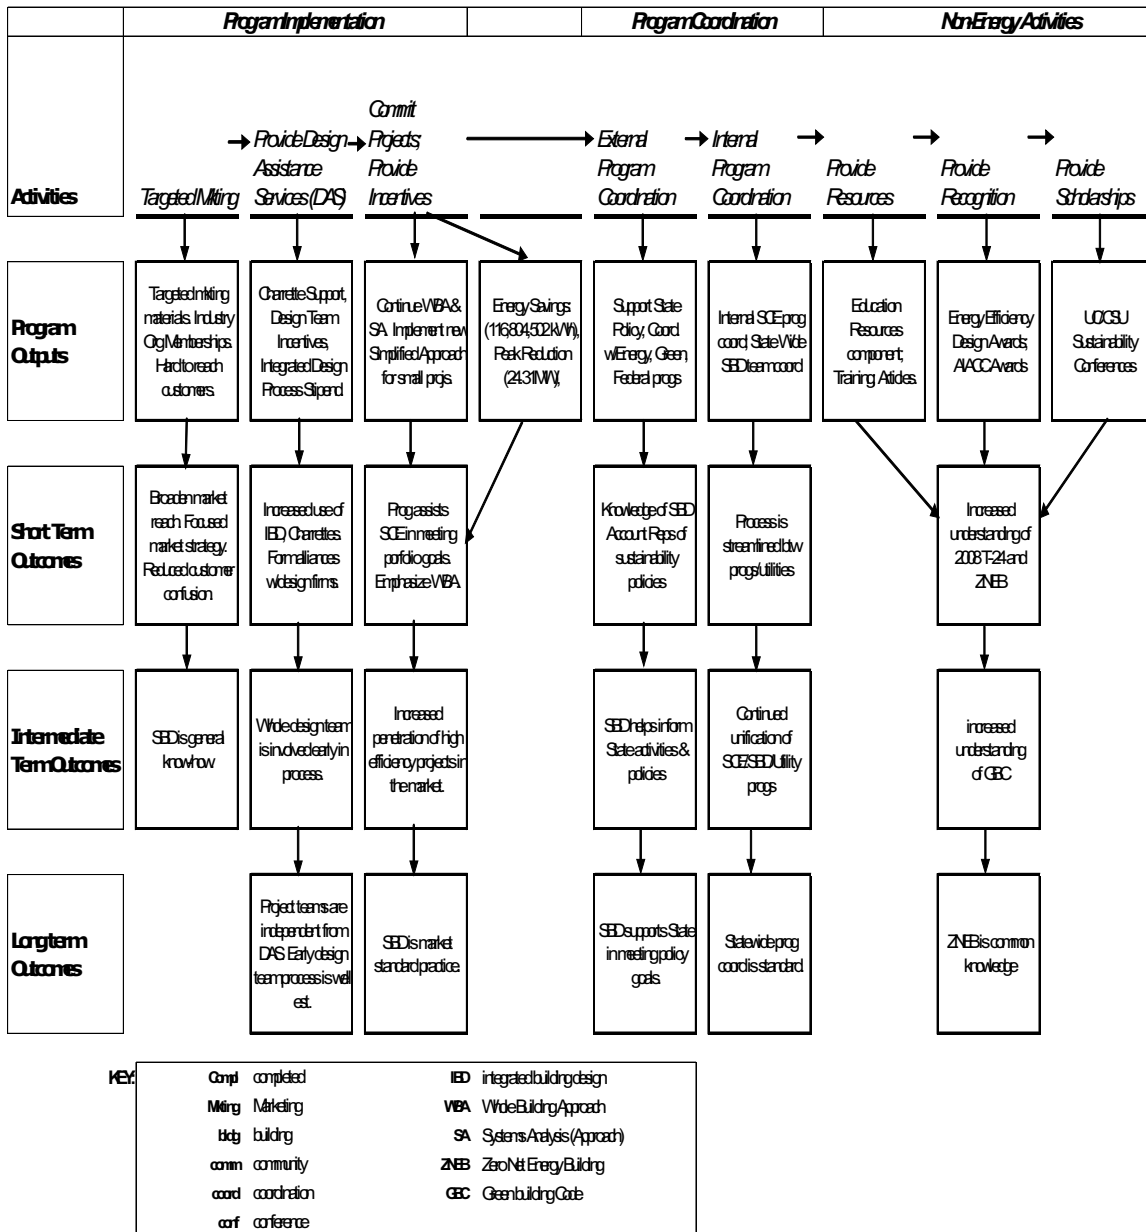 Program Implementation
Program Coordination
Non-Energy Activities
Activities
Targeted Mkting
Provide Design
Assistance
Services (DAS)
Commit
Projects;
Provide
Incentives
External
Program
Coordination
Internal
Program
Coordination
Provide
Resources
Provide
Recognition
Provide
Scholarships
Program
Outputs
Targeted mkting
materials. Industry
Org Memberships.
Hard to reach
customers.
Charrette Support,
Design Team
Incentives,
Integrated Design
Process Stipend.
Continue WBA &
SA. Implement new
Simplified Approach
for small projs.
Energy Savings:
(116,804,502 kWh),
Peak Reduction
(24.31 MW),
Support State
Policy, Coord.
w/Energy, Green,
Federal progs
Internal SCE prog
coord; State Wide
SBD team coord
Education
Resources
component;
Training; Articles.
Energy Efficiency
Design Awards;
AIACC Awards
UC/CSU
Sustainability
Conferences
Short Term
Outcomes
Broaden market
reach. Focused
market strategy.
Reduced customer
confusion.
Increased use of
IBD, Charrettes.
Form alliances
w/design firms.
Prog assists
SCE in meeting
portfolio goals.
Emphasize WBA.
Knowledge of SBD
Account Reps of
sustainability
policies
Process is
streamlined btw
progs/utilities
Increased
understanding of
2008 T-24 and
ZNEB
Intermediate
Term Outcomes
SBD is general
know-how
Whole design team
is involved early in
process.
Increased
penetration of high
efficiency projects in
the market.
SBD helps inform
State activities &
policies
Continued
unification of
SCE/SBD/Utility
progs
increased
understanding
of GBC
Long term
Outcomes
Project teams are
independent from
DAS. Early design
team process is well
est.
SBD is market
standard practice.
SBD supports State
in meeting policy
goals.
Statewide prog
coord is standard.
ZNEB is common
knowledge
KEY:
Compl completed
Mkting Marketing
bldg building
comm community
coord coordination
conf conference
IBD integrated building design
WBA Whole Building Approach
SA Systems Analysis (Approach)
ZNEB Zero Net Energy Building
GBC Green building Code